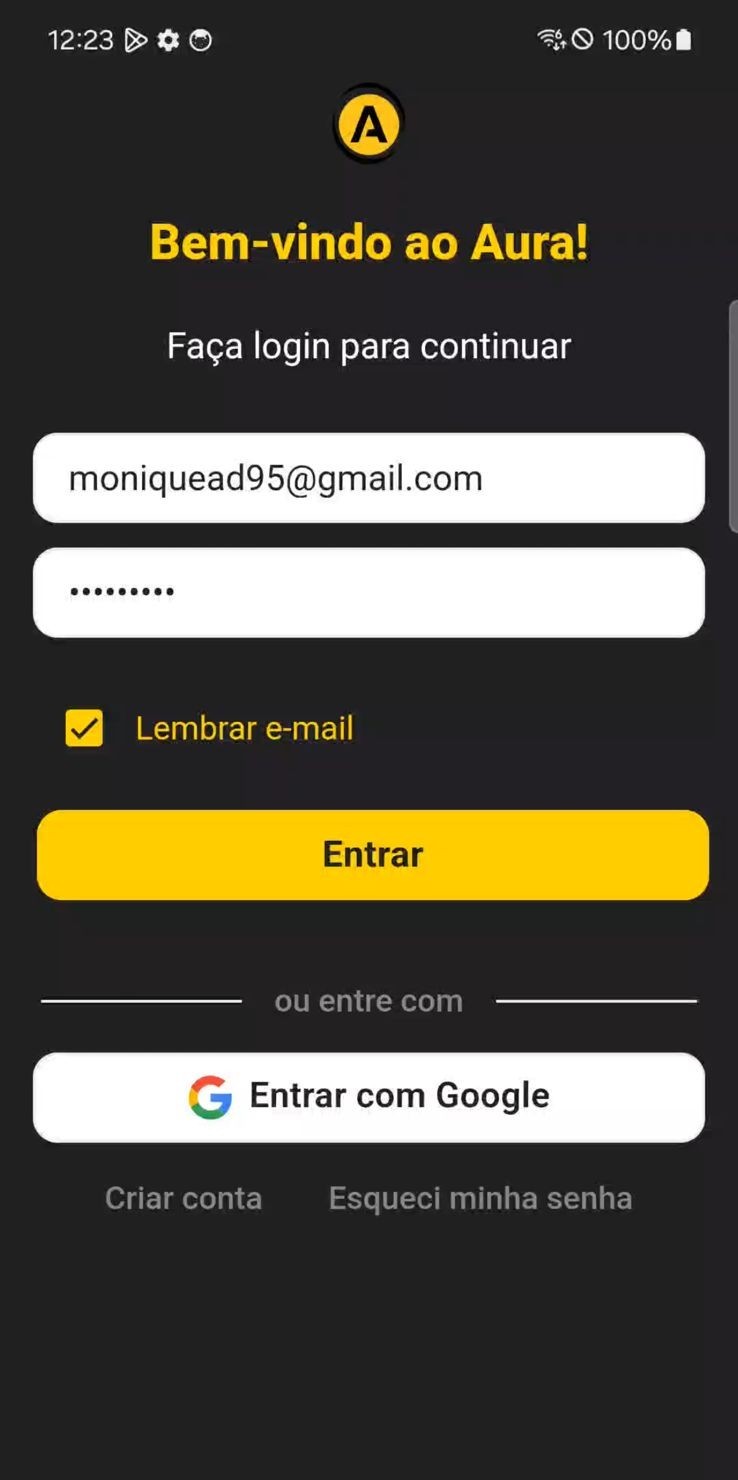 12:23 100%
A
Bem-vindo ao Aura!
Faça login para continuar
moniquead95@gmail.com
•••••••••
Lembrar e-mail
Entrar
ou entre com
Entrar com Google
Criar conta Esqueci minha senha